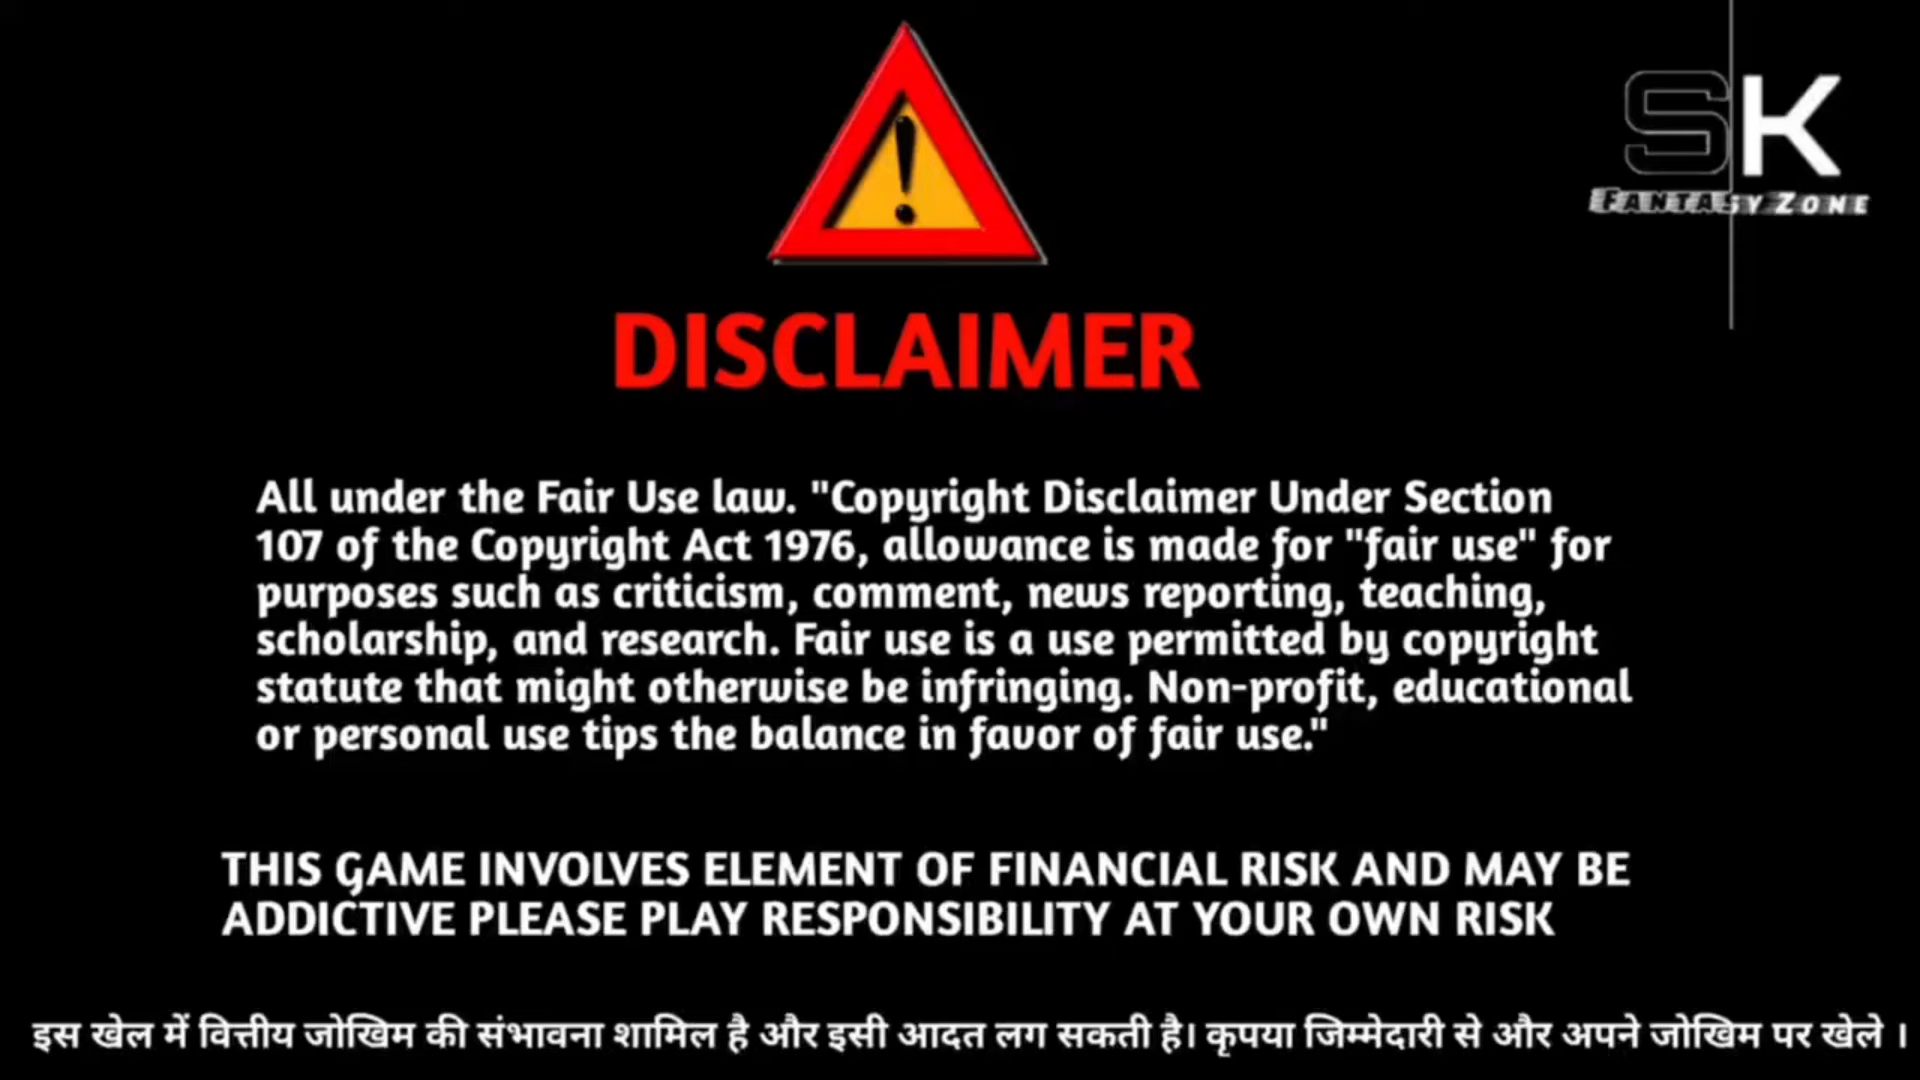 SK
FANTASY ZONE
DISCLAIMER
All under the Fair Use law. "Copyright Disclaimer Under Section
107 of the Copyright Act 1976, allowance is made for "fair use" for
purposes such as criticism, comment, news reporting, teaching,
scholarship, and research. Fair use is a use permitted by copyright
statute that might otherwise be infringing. Non-profit, educational
or personal use tips the balance in favor of fair use."
THIS GAME INVOLVES ELEMENT OF FINANCIAL RISK AND MAY BE
ADDICTIVE PLEASE PLAY RESPONSIBILITY AT YOUR OWN RISK
इस खेल में वित्तीय जोखिम की संभावना शामिल है और इसी आदत लग सकती है। कृपया जिम्मेदारी से और अपने जोखिम पर खेले ।